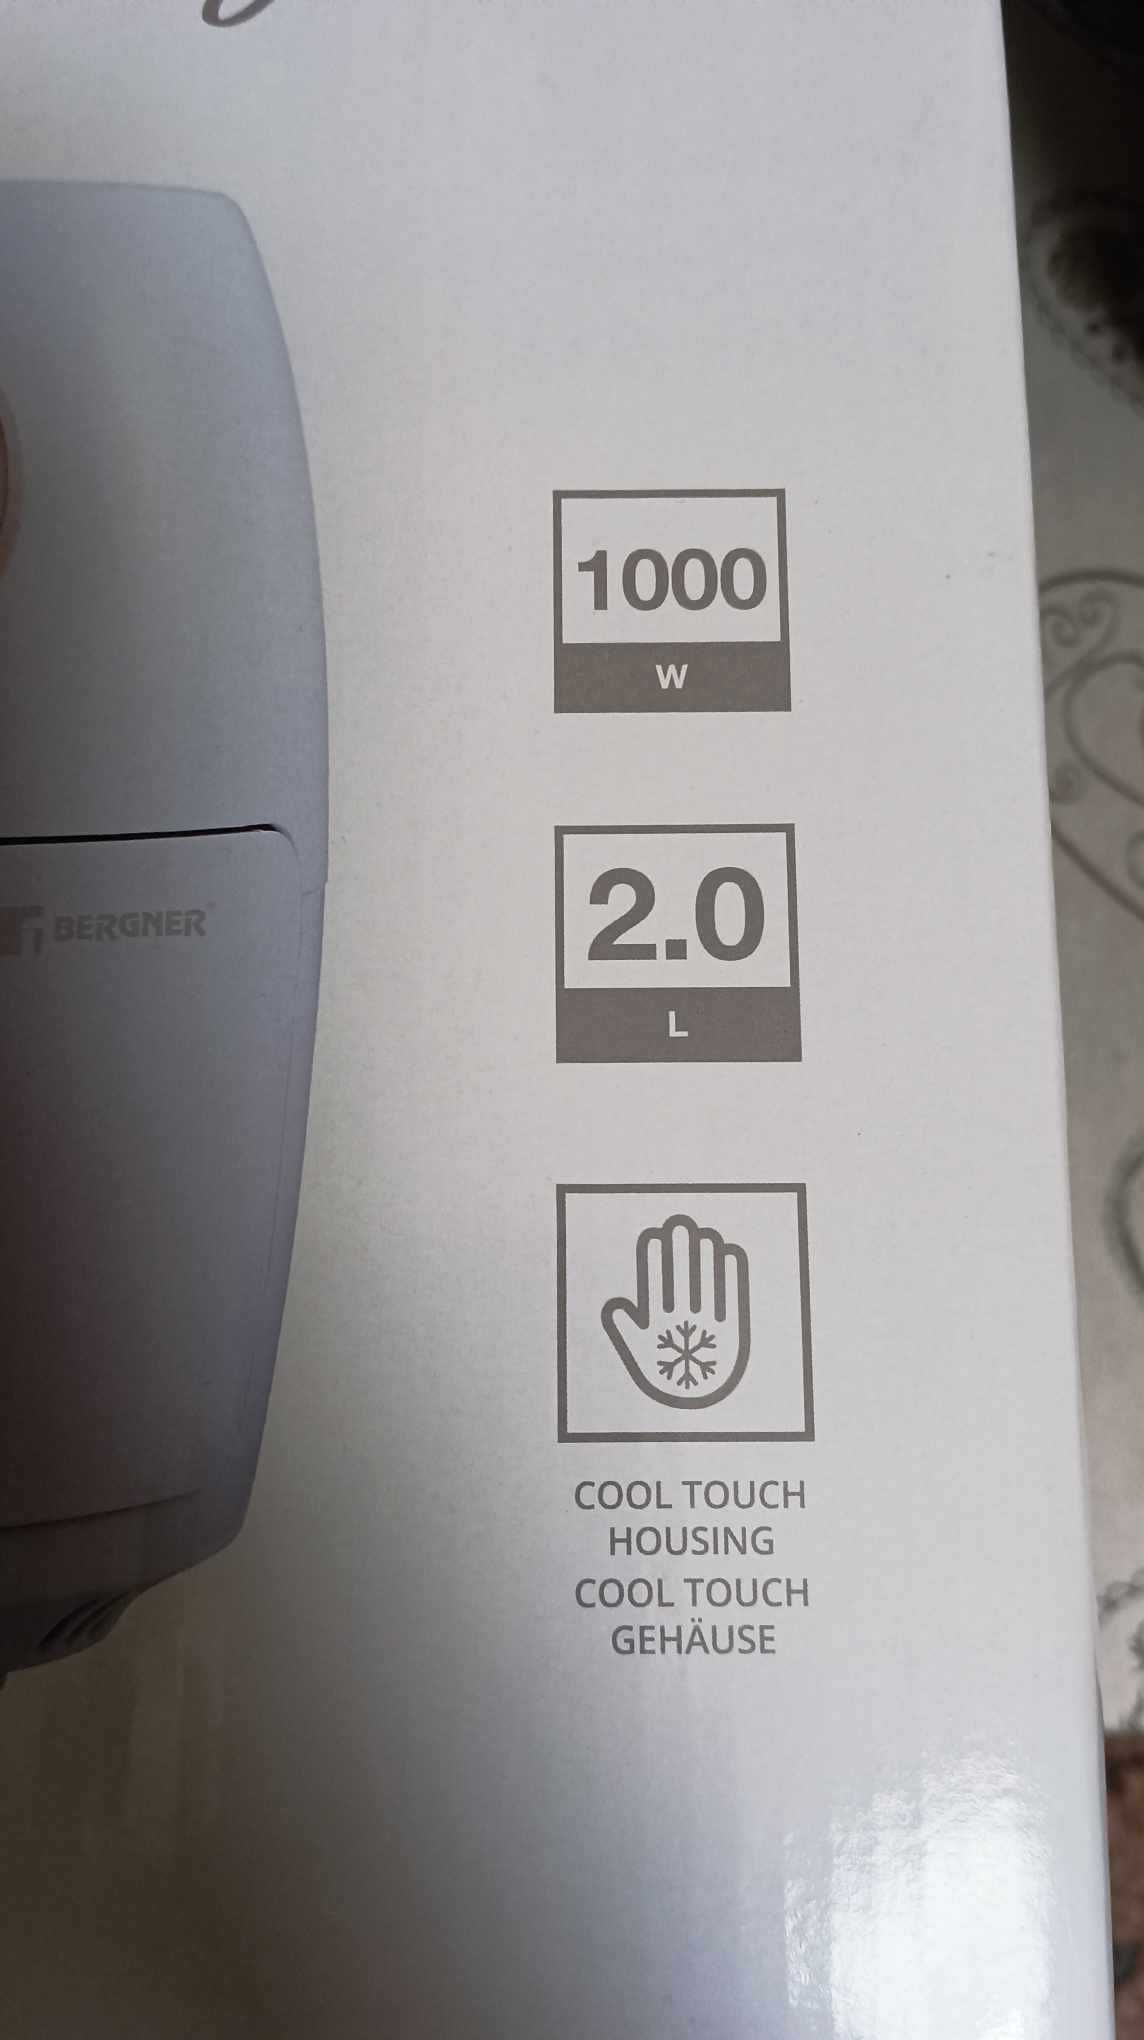 1000
W
BERGNER®
2.0
L
COOL TOUCH
HOUSING
COOL TOUCH
GEHÄUSE